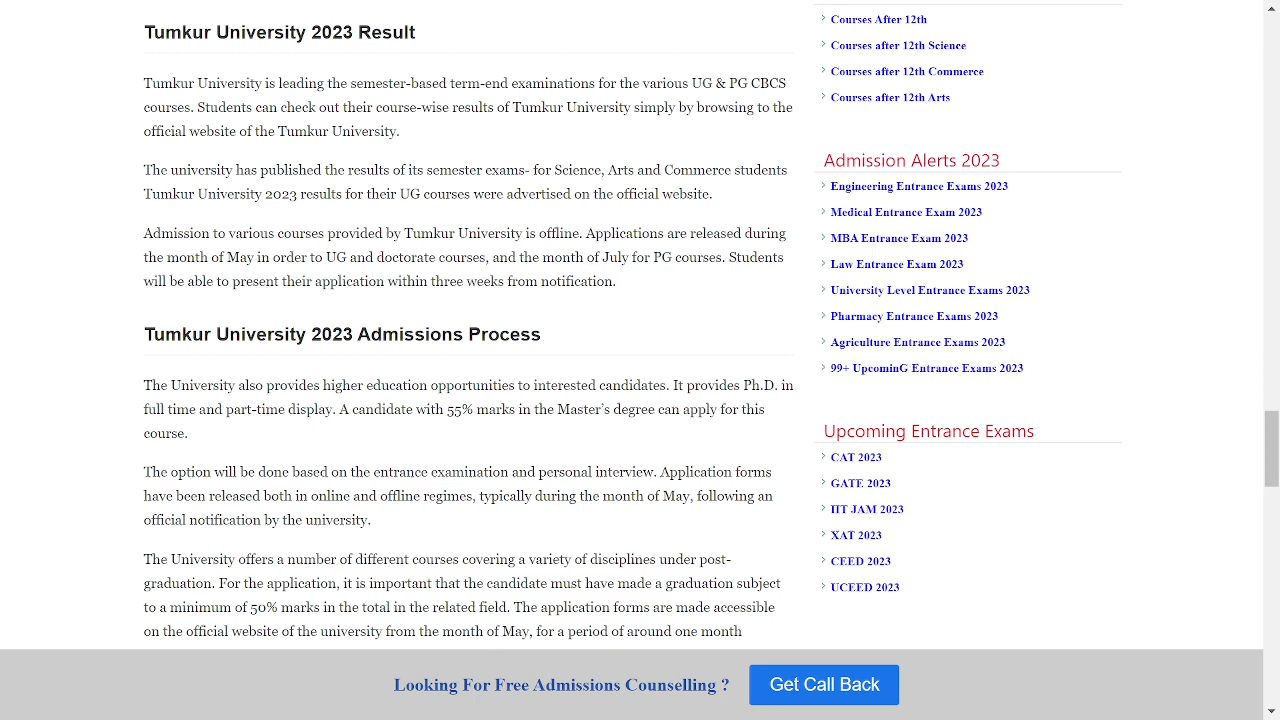 Tumkur University 2023 Result
Tumkur University is leading the semester-based term-end examinations for the various UG & PG CBCS
courses. Students can check out their course-wise results of Tumkur University simply by browsing to the
official website of the Tumkur University.
The university has published the results of its semester exams- for Science, Arts and Commerce students
Tumkur University 2023 results for their UG courses were advertised on the official website.
Admission to various courses provided by Tumkur University is offline. Applications are released during
the month of May in order to UG and doctorate courses, and the month of July for PG courses. Students
will be able to present their application within three weeks from notification.
Tumkur University 2023 Admissions Process
The University also provides higher education opportunities to interested candidates. It provides Ph.D. in
full time and part-time display. A candidate with 55% marks in the Master's degree can apply for this
course.
The option will be done based on the entrance examination and personal interview. Application forms
have been released both in online and offline regimes, typically during the month of May, following an
official notification by the university.
The University offers a number of different courses covering a variety of disciplines under post-
graduation. For the application, it is important that the candidate must have made a graduation subject
to a minimum of 50% marks in the total in the related field. The application forms are made accessible
on the official website of the university from the month of May, for a period of around one month
Courses After 12th
Courses after 12th Science
Courses after 12th Commerce
Courses after 12th Arts
Admission Alerts 2023
Engineering Entrance Exams 2023
Medical Entrance Exam 2023
MBA Entrance Exam 2023
Law Entrance Exam 2023
University Level Entrance Exams 2023
Pharmacy Entrance Exams 2023
Agriculture Entrance Exams 2023
99+ UpcominG Entrance Exams 2023
Upcoming Entrance Exams
CAT 2023
GATE 2023
IIT JAM 2023
XAT 2023
CEED 2023
UCEED 2023
Looking For Free Admissions Counselling ?
Get Call Back